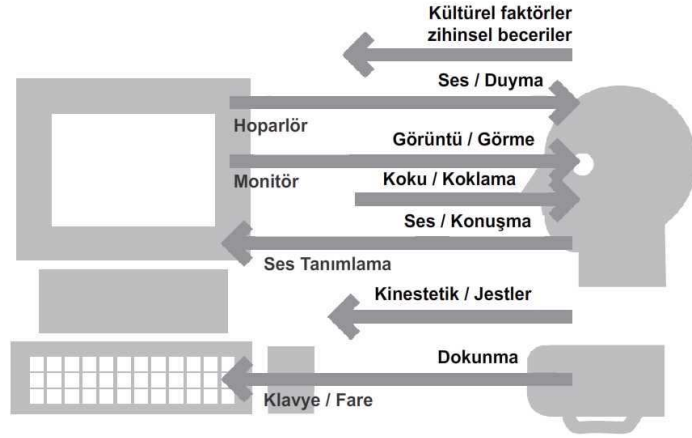 Kültürel faktörler
zihinsel beceriler
Ses / Duyma
Hoparlör
Görüntü / Görme
Monitör
Koku / Koklama
Ses / Konuşma
Ses Tanımlama
Kinestetik / Jestler
Dokunma
Klavye / Fare